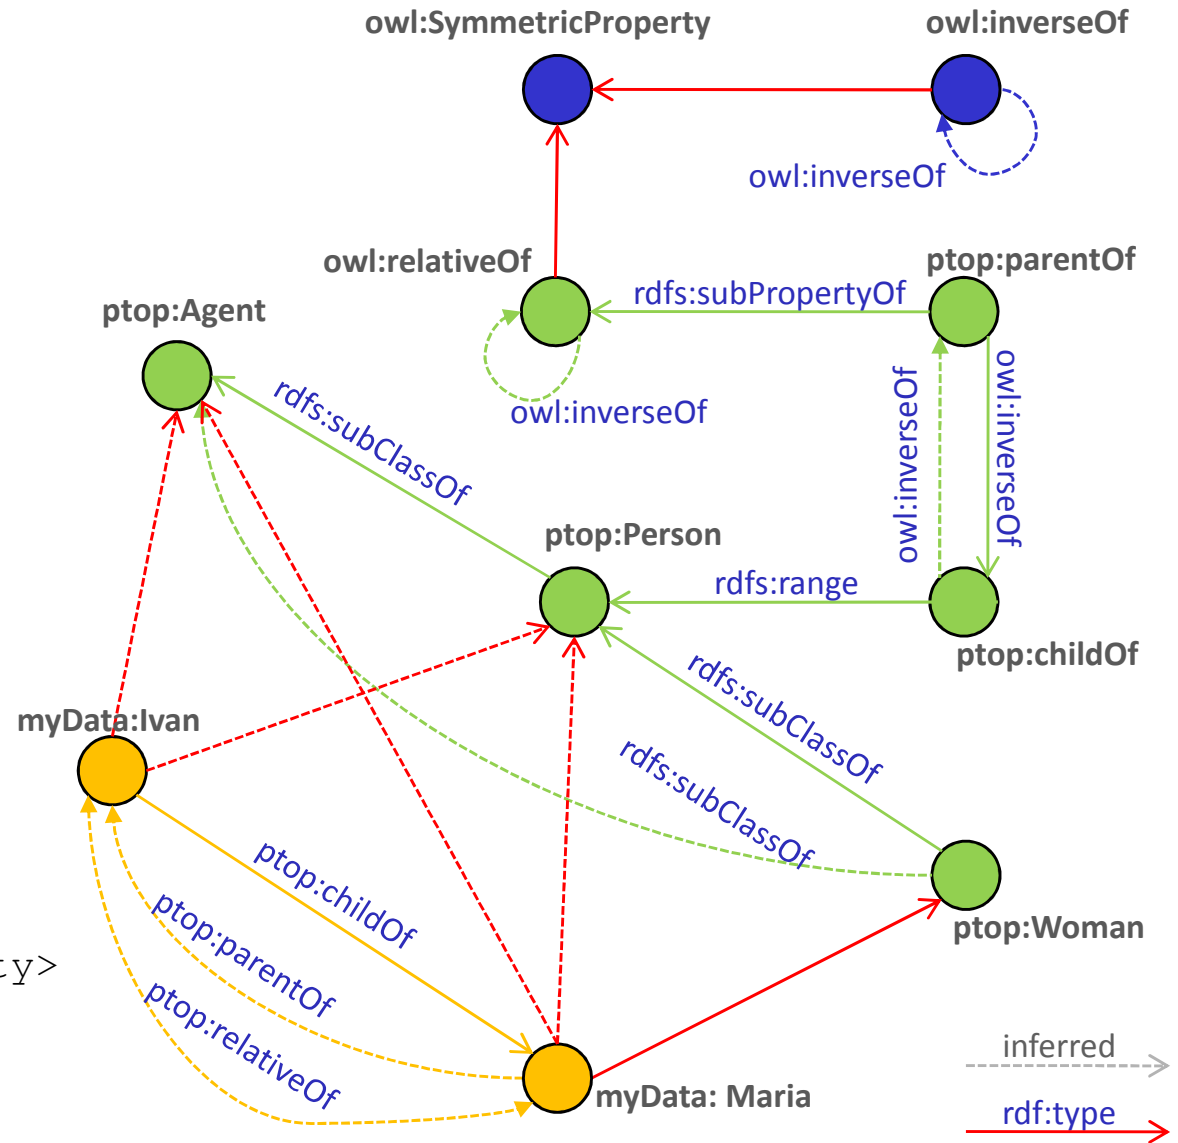 owl:SymmetricProperty
owl:inverseOf
owl:inverseOf
owl:relativeOf
ptop:parentOf
rdfs:subPropertyOf
ptop:Agent
rdfs:subClassOf
owl:inverseOf
owl:inverseOf
owl:inverseOf
ptop:Person
rdfs:range
ptop:childOf
rdfs:subClassOf
myData:Ivan
rdfs:subClassOf
ptop:childOf
ptop:parentOf
ptop:Woman
ty>
ptop:relativeOf
inferred
myData: Maria
rdf:type